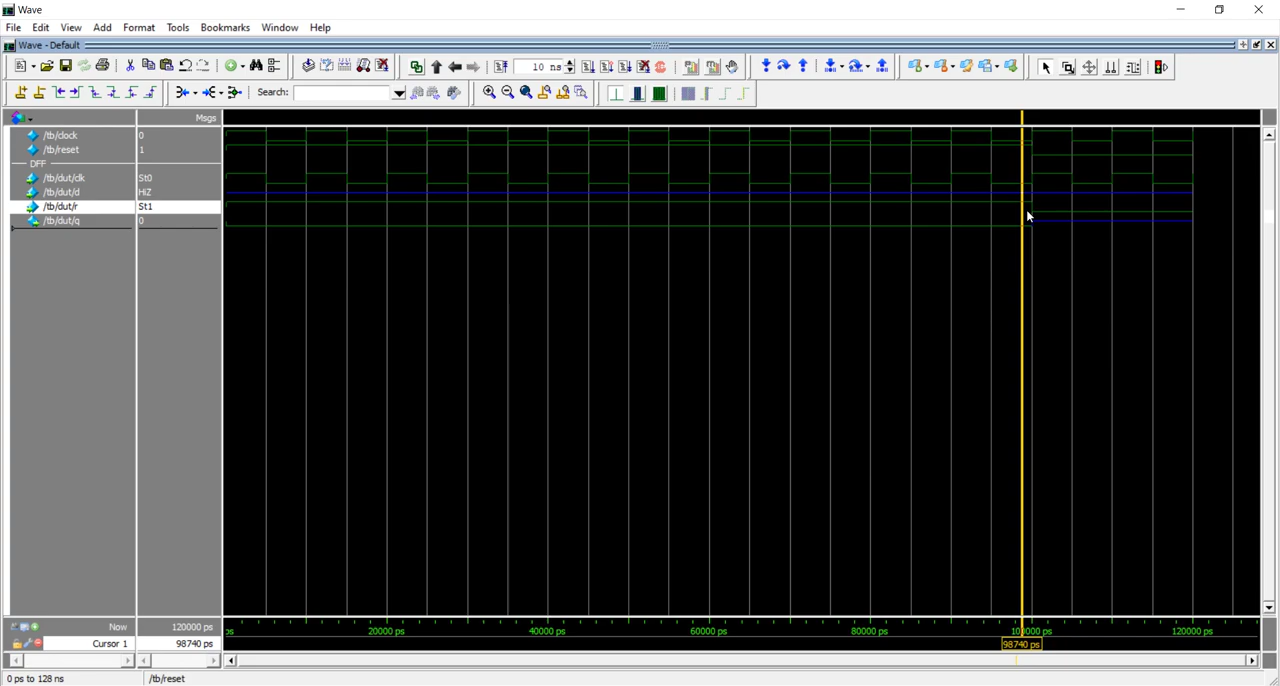 Wave
File Edit View Add Format Tools Bookmarks Window Help
Wave - Default
10 ns
Search:
Msgs
/tb/clock 0
/tb/reset 1
DFF
/tb/dut/clk St0
/tb/dut/d HiZ
/tb/dut/r St1
/tb/dut/q 0
Now 120000 ps
ps 20000 ps 40000 ps 60000 ps 80000 ps 100000 ps 120000 ps
Cursor 1 98740 ps 98740 ps
0 ps to 128 ns /tb/reset